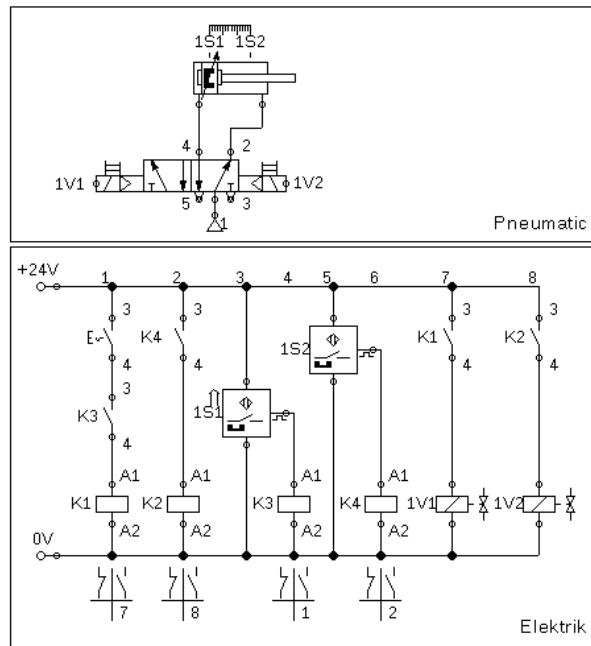 1S1 1S2
4 2
1V1 1V2
5 3
1
Pneumatic
+24V 1 2 3 4 5 6 7 8
3 3 3 3
E K4 1S2 K1 K2
4 4 4 4
3
K3 1S1
4
A1 A1 A1 A1
K1 K2 K3 K4 1V1 1V2
A2 A2 A2 A2
0V
7 8 1 2
Elektrik